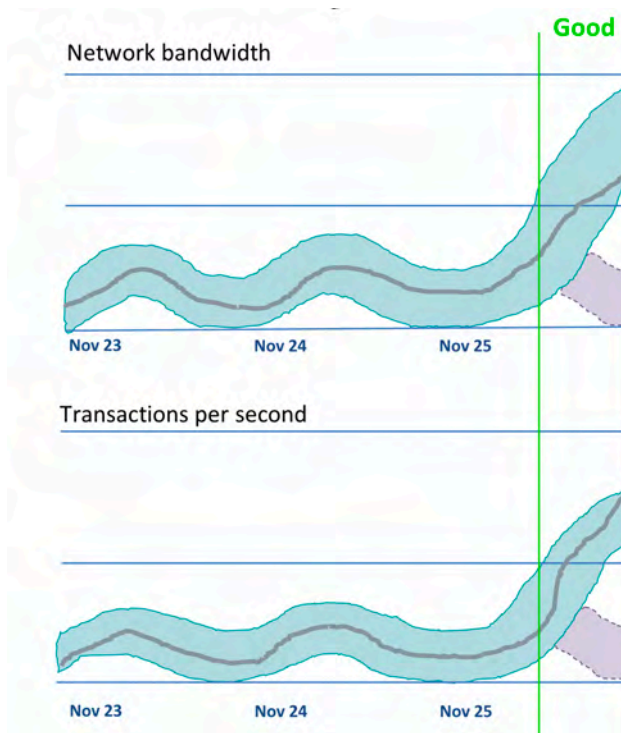 Good
Network bandwidth
Nov 23 Nov 24 Nov 25
Transactions per second
Nov 23 Nov 24 Nov 25